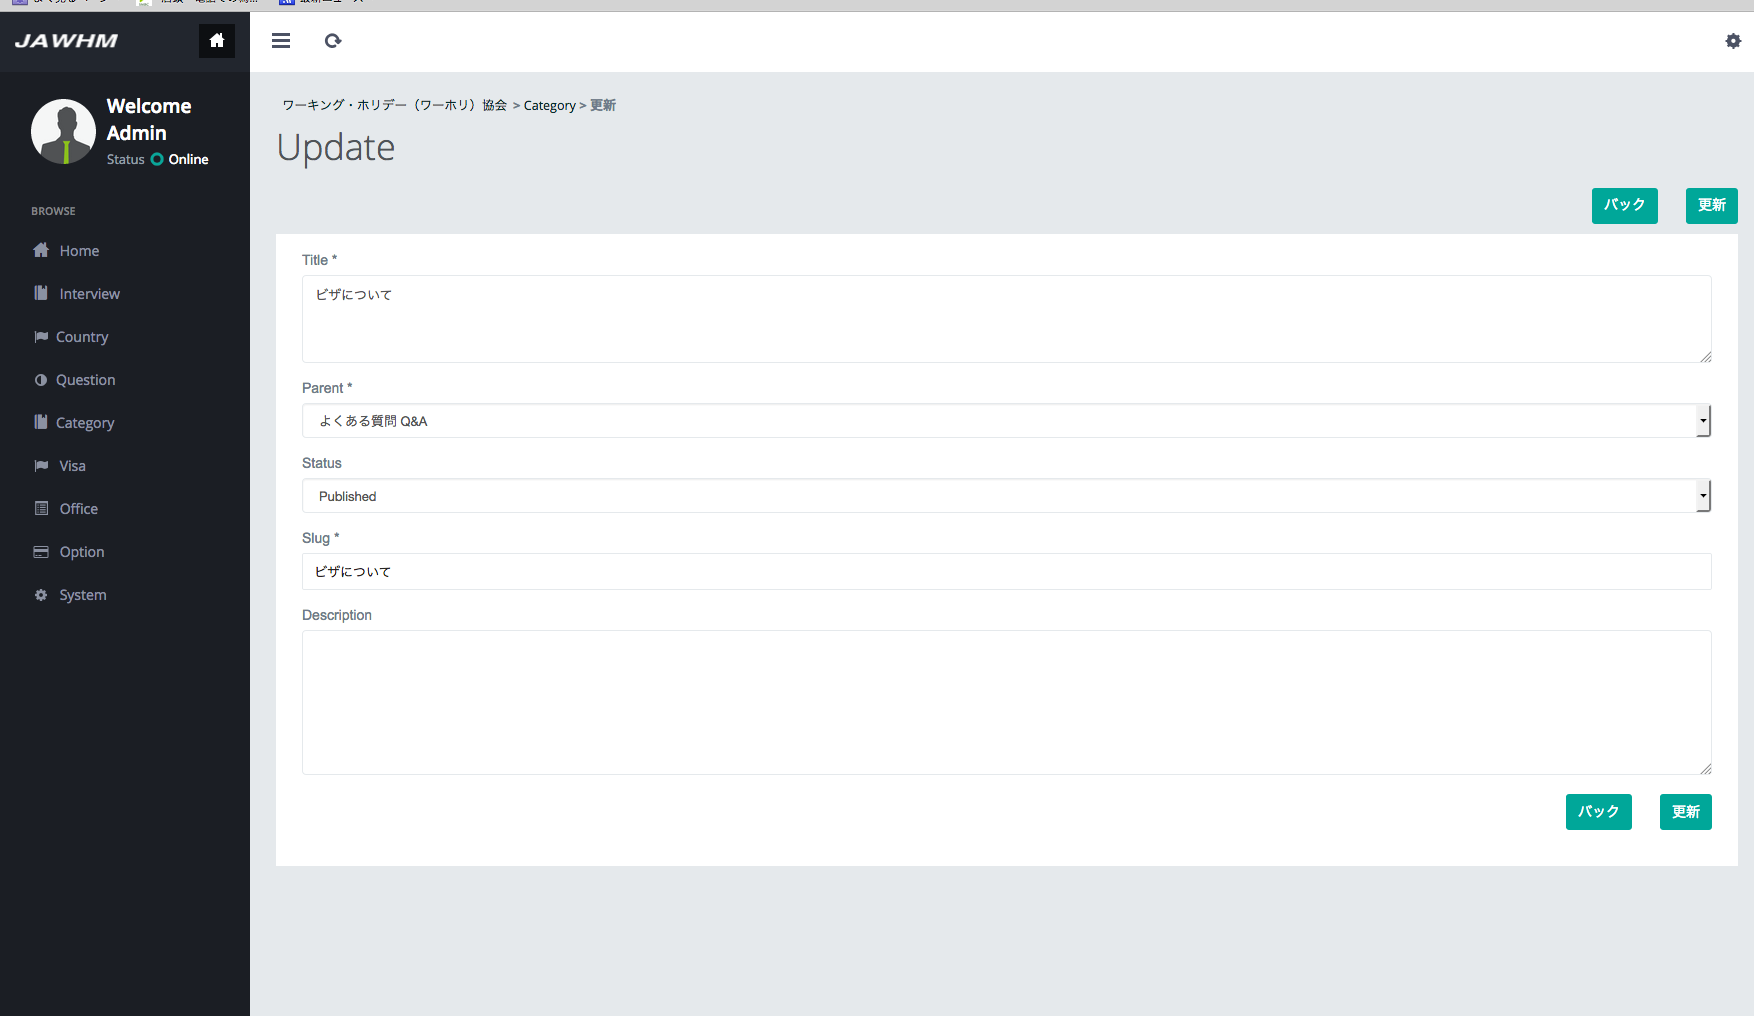 JAWHM
Welcome
Admin
Status Online
BROWSE
Home
Interview
Country
Question
Category
Visa
Office
Option
System
ワーキング・ホリデー（ワーホリ）協会 > Category > 更新
Update
バック 更新
Title *
ビザについて
Parent *
よくある質問 Q&A
Status
Published
Slug *
ビザについて
Description
バック 更新